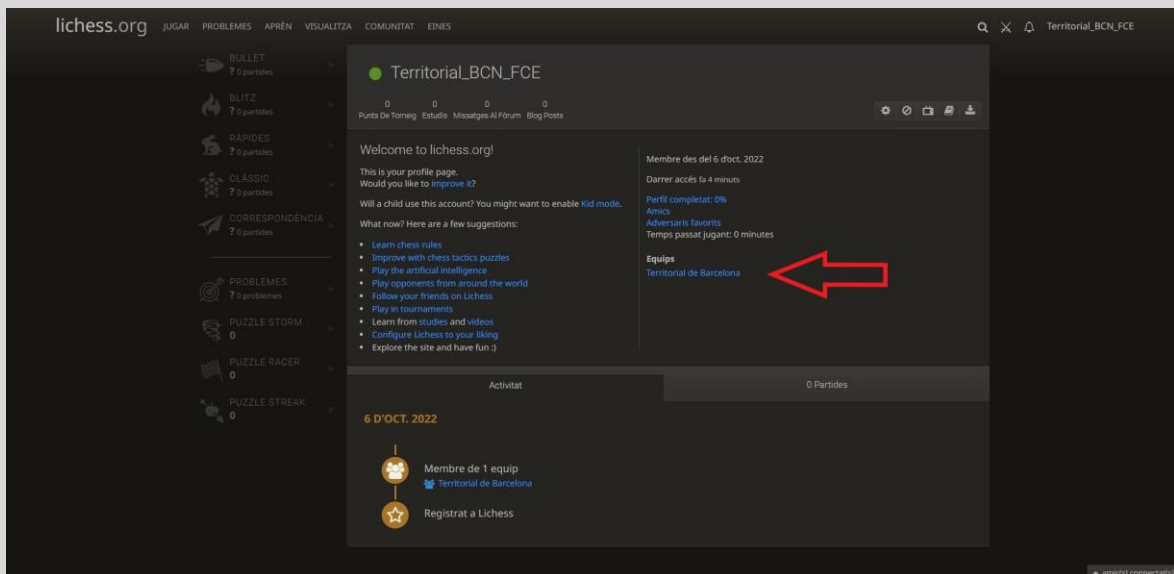 lichess.org JUGAR PROBLEMES APRÈN VISUALITZA COMUNITAT EINES Territorial_BCN_FCE
BULLET
? 0 partides
BLITZ
? 0 partides
RÀPIDES
? 0 partides
CLÀSSIC
? 0 partides
CORRESPONDÈNCIA
? 0 partides
PROBLEMES
? 0 problemes
PUZZLE STORM
0
PUZZLE RACER
0
PUZZLE STREAK
0
Territorial_BCN_FCE
0 0 0 0
Punts De Torneig Estudis Missatges Al Fòrum Blog Posts
Welcome to lichess.org!
This is your profile page.
Would you like to improve it?
Will a child use this account? You might want to enable Kid mode.
What now? Here are a few suggestions:
• Learn chess rules
• Improve with chess tactics puzzles
• Play the artificial intelligence
• Play opponents from around the world
• Follow your friends on Lichess
• Play in tournaments
• Learn from studies and videos
• Configure Lichess to your liking
• Explore the site and have fun :)
Membre des del 6 d'oct. 2022
Darrer accés fa 4 minuts
Perfil completat: 0%
Amics
Adversaris favorits
Temps passat jugant: 0 minutes
Equips
Territorial de Barcelona
Activitat 0 Partides
6 D'OCT. 2022
Membre de 1 equip
Territorial de Barcelona
Registrat a Lichess
amic(s) connectat(s)